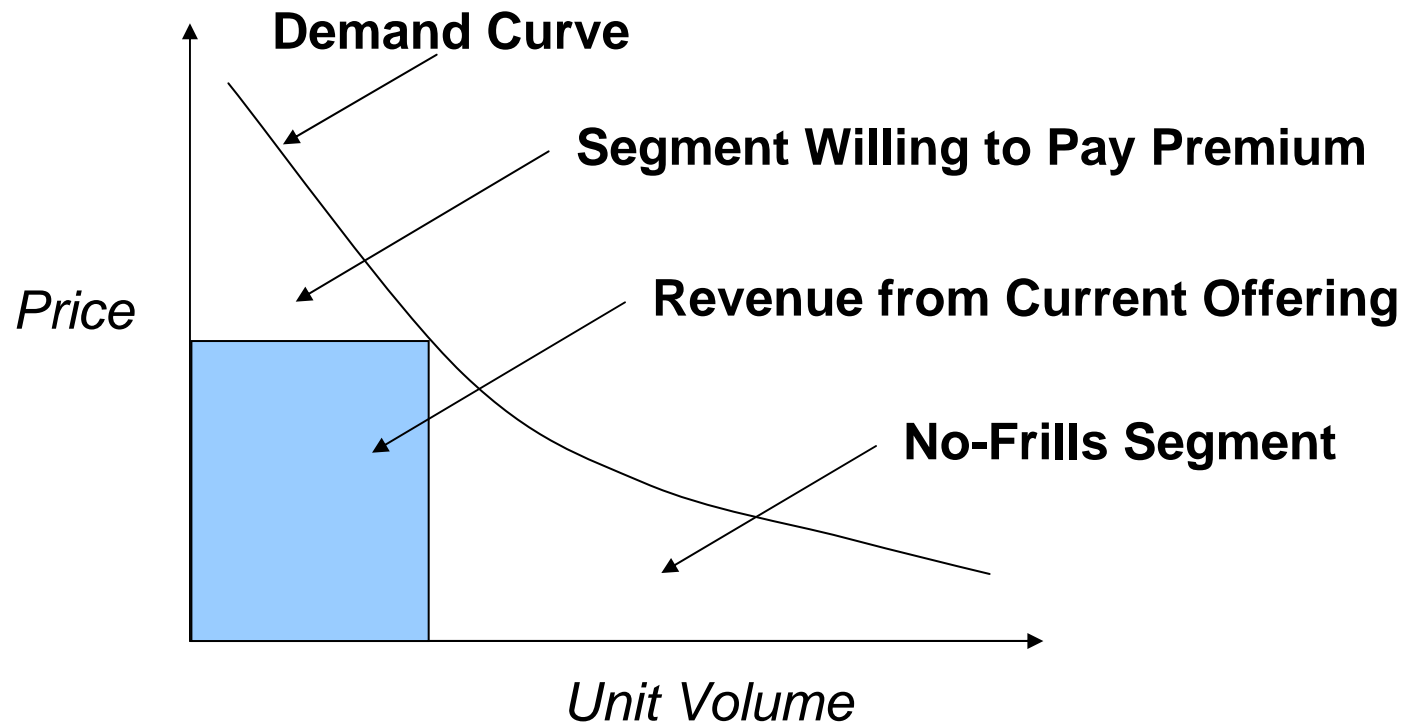 Demand Curve
Segment Willing to Pay Premium
Price
Revenue from Current Offering
No-Frills Segment
Unit Volume